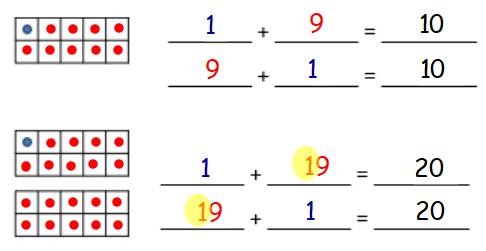 1 + 9 = 10
9 + 1 = 10
1 + 19 = 20
19 + 1 = 20